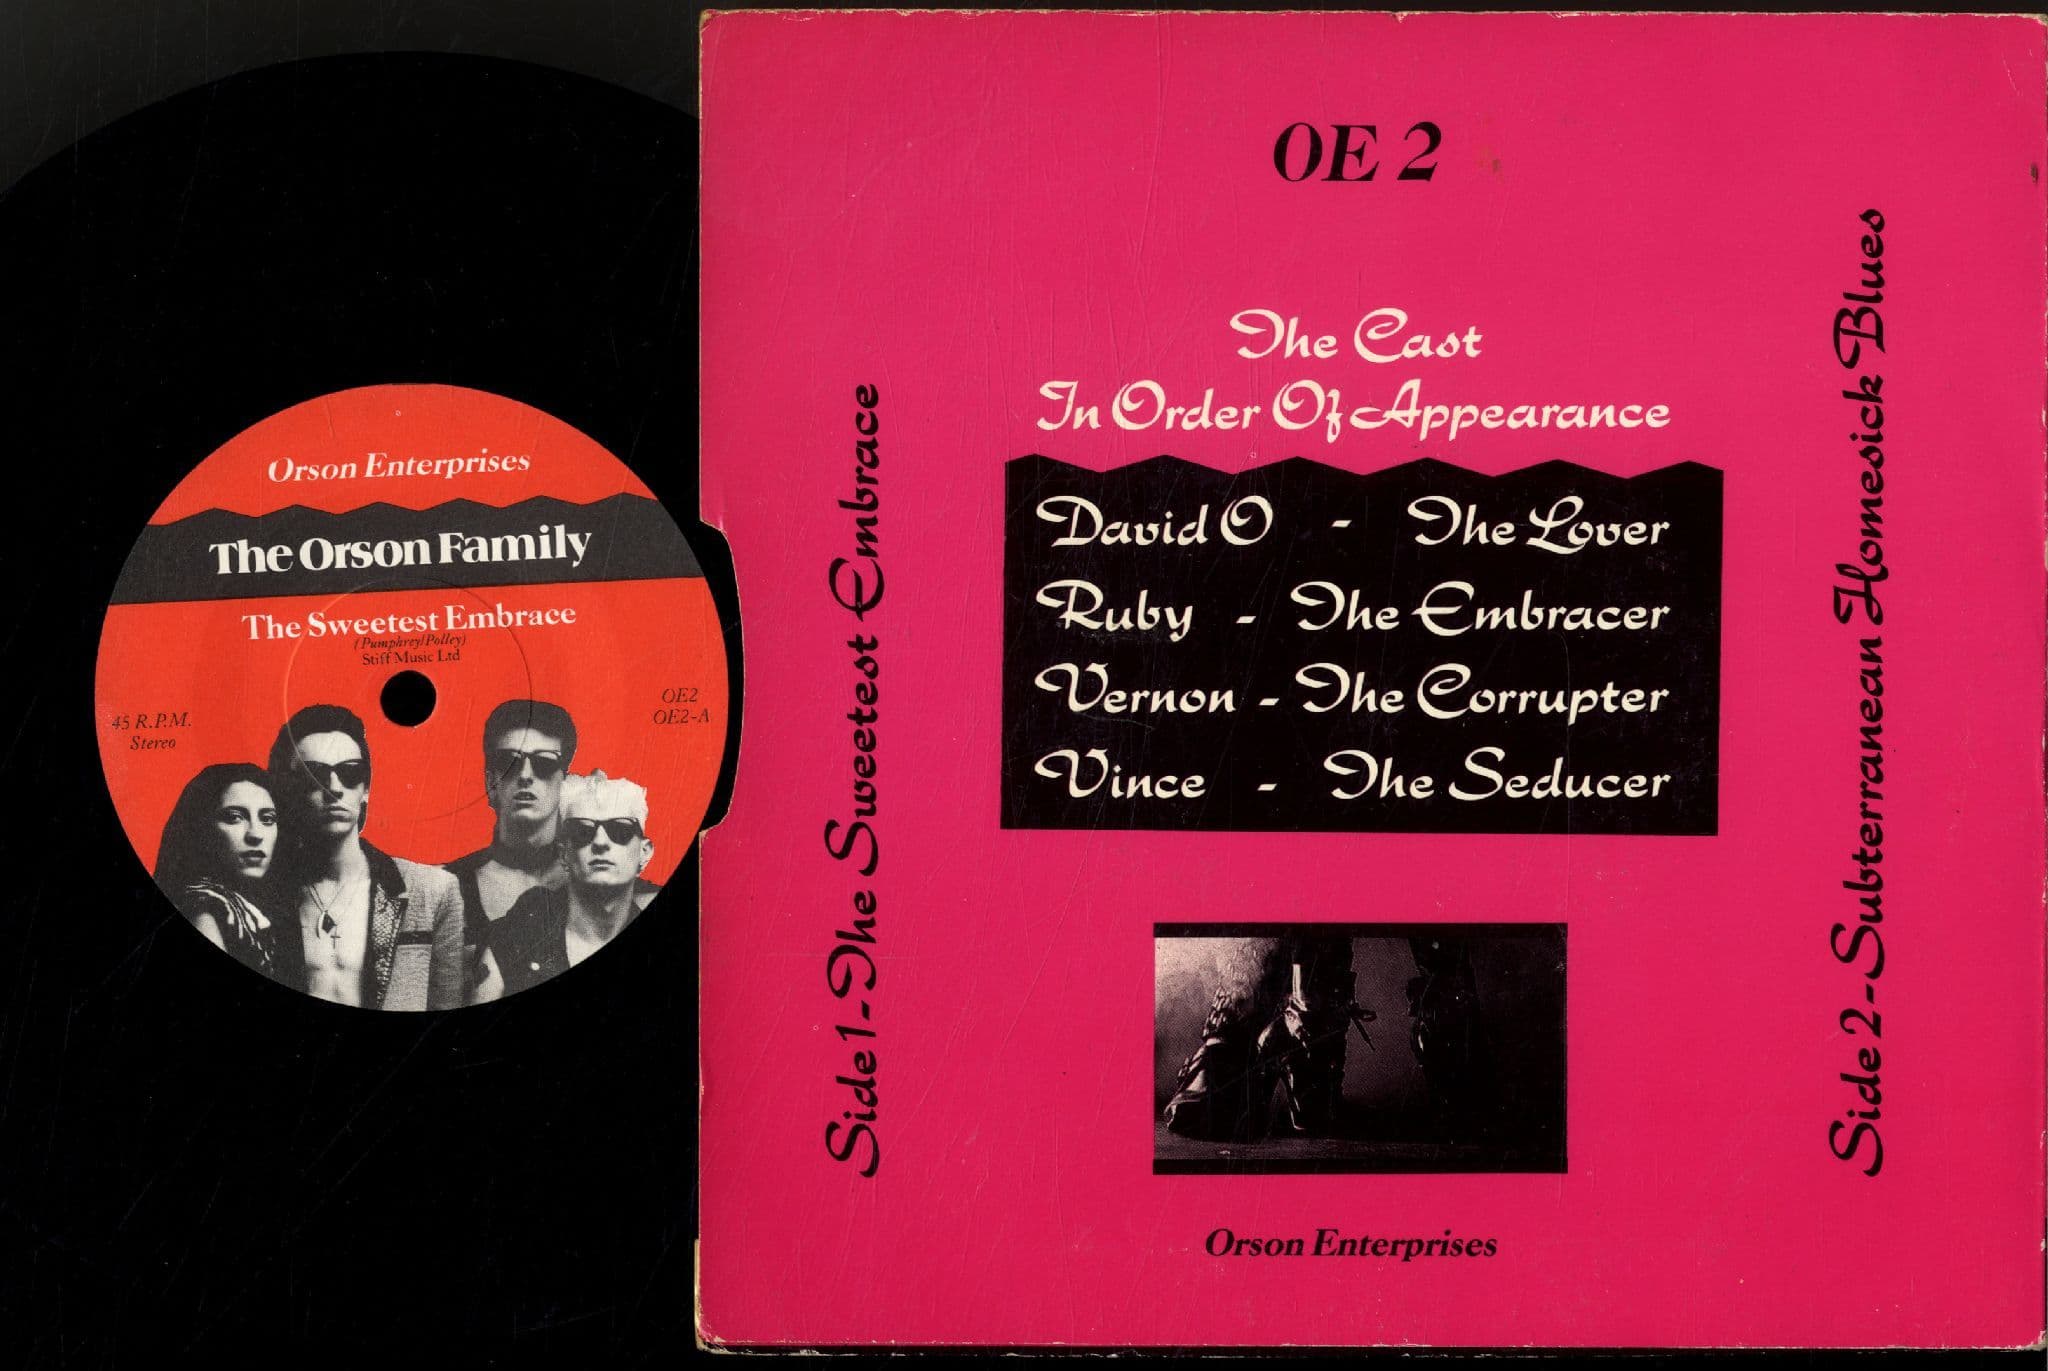 Orson Enterprises
The Orson Family
The Sweetest Embrace
(Pumphrey/Polley)
Stiff Music Ltd
45 R.P.M.
Stereo
OE2
OE2-A
OE 2
The Cast
In Order Of Appearance
David O - The Lover
Ruby - The Embracer
Vernon - The Corrupter
Vince - The Seducer
Side 1 - The Sweetest Embrace
Side 2 - Subterranean Homesick Blues
Orson Enterprises